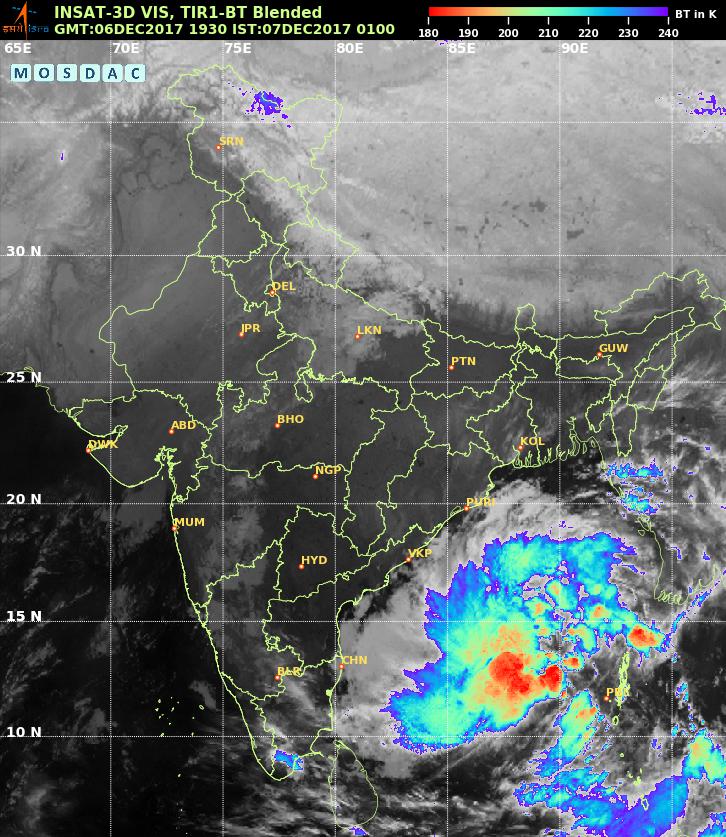 INSAT-3D VIS, TIR1-BT Blended
GMT:06DEC2017 1930 IST:07DEC2017 0100
BT in K
180 190 200 210 220 230 240
65E 70E 75E 80E 85E 90E
MOSDAC
SRN
30 N
DEL
JPR LKN
GUW
PTN
25 N
ABD BHO
DWK KOL
NGP
20 N PURI
MUM
VKP
HYD
15 N
CHN
BLR
10 N